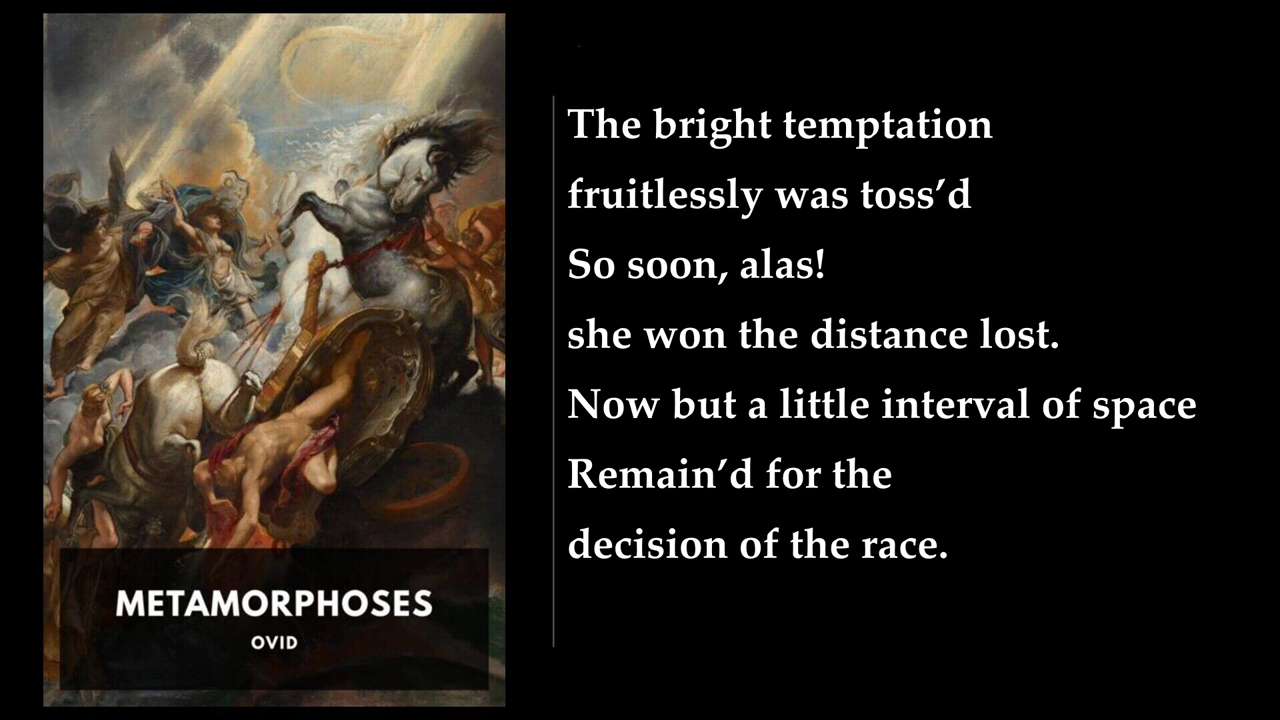 METAMORPHOSES
OVID
The bright temptation
fruitlessly was toss’d
So soon, alas!
she won the distance lost.
Now but a little interval of space
Remain’d for the
decision of the race.